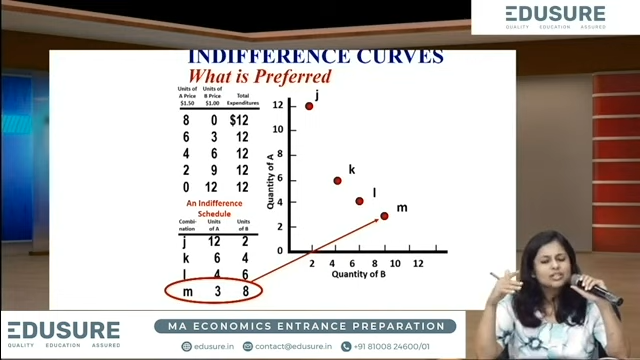 EDUSURE
QUALITY EDUCATION ASSURED
INDIFFERENCE CURVES
What is Preferred
Units of A Price $1.50
Units of B Price $1.00
Total Expenditures
8 0 $12
6 3 12
4 6 12
2 9 12
0 12 12
An Indifference
Schedule
Combi-nation
Units of A
Units of B
j 12 2
k 6 4
l 4 6
m 3 8
Quantity of A
12
10
8
6
4
2
0
j
k
l
m
2 4 6 8 10 12
Quantity of B
EDUSURE
QUALITY EDUCATION ASSURED
MA ECONOMICS ENTRANCE PREPARATION
edusure.in
contact@edusure.in
+91 81008 24600/01